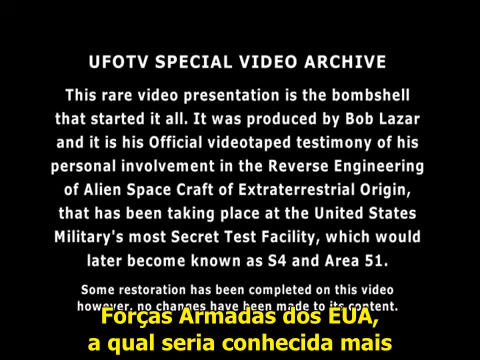 UFOTV SPECIAL VIDEO ARCHIVE
This rare video presentation is the bombshell
that started it all. It was produced by Bob Lazar
and it is his Official videotaped testimony of his
personal involvement in the Reverse Engineering
of Alien Space Craft of Extraterrestrial Origin,
that has been taking place at the United States
Military's most Secret Test Facility, which would
later become known as S4 and Area 51.
Some restoration has been completed on this video
however, no changes have been made to its content.
Forças Armadas dos EUA,
a qual seria conhecida mais